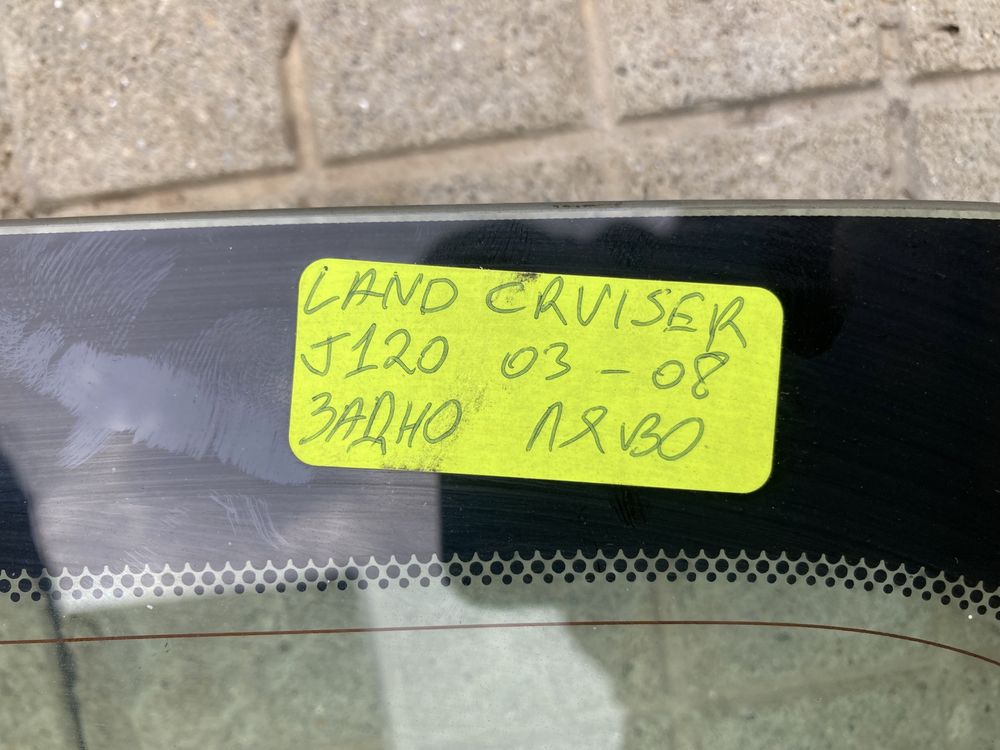 LAND CRUISER
J120 03 - 08
ЗАДНО ЛЯВО